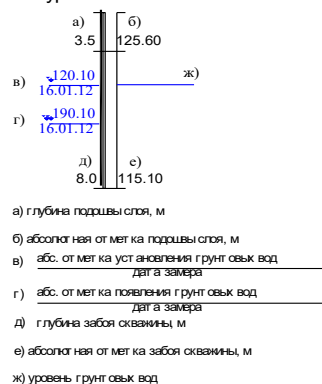 а) б)
3.5 125.60
ж)
в) 120.10
16.01.12
г) 190.10
16.01.12
д) е)
8.0 115.10
а) глубина подошвы слоя, м
б) абсолютная отметка подошвы слоя, м
в) абс. отметка установления грунтовых вод
дата замера
г) абс. отметка появления грунтовых вод
дата замера
д) глубина забоя скважины, м
е) абсолютная отметка забоя скважины, м
ж) уровень грунтовых вод